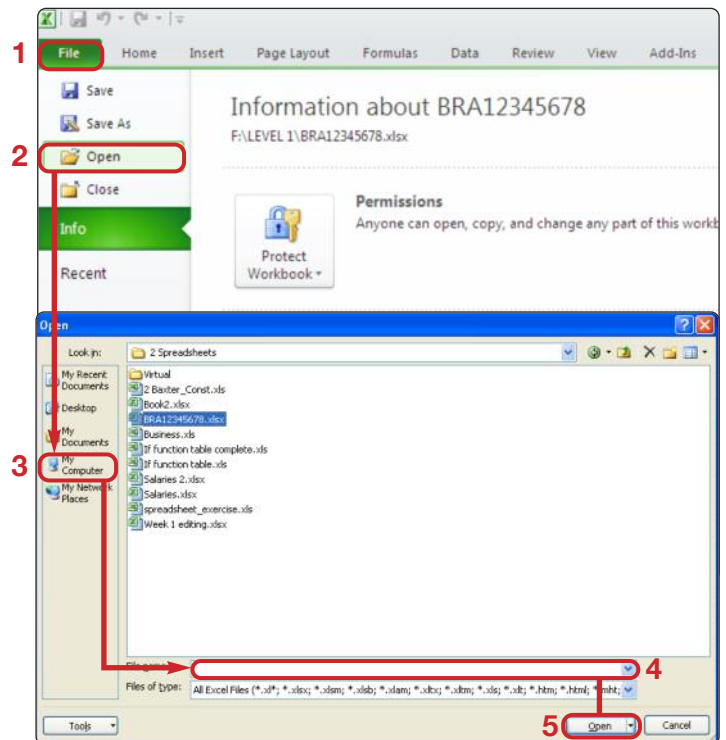 1 File Home Insert Page Layout Formulas Data Review View Add-Ins
Save
Save As
2 Open
Close
Info
Recent
Information about BRA12345678
F:\LEVEL 1\BRA12345678.xlsx
Protect
Workbook
Permissions
Anyone can open, copy, and change any part of this workb
Open
Look in: 2 Spreadsheets
My Recent
Documents
Desktop
My
Documents
3 My
Computer
My Network
Places
Virtual
2 Baxter_Const.xls
Book2.xlsx
BRA12345678.xlsx
Business.xls
If function table complete.xls
If function table.xls
Salaries 2.xlsx
Salaries.xlsx
spreadsheet_exercise.xls
Week 1 editing.xlsx
File name: 4
Files of type: All Excel Files (*.xl*; *.xlsx; *.xlsm; *.xlsb; *.xlam; *.xltx; *.xltm; *.xls; *.xlt; *.htm; *.html; *.mht;
Tools 5 Open Cancel